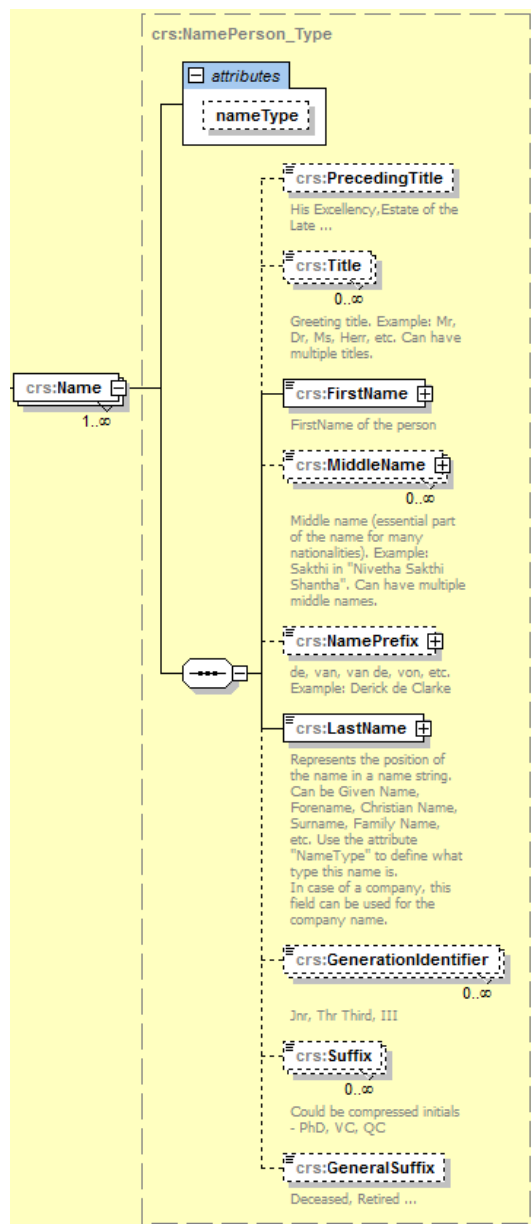 crs:NamePerson_Type
attributes
nameType
crs:PrecedingTitle
His Excellency,Estate of the
Late ...
crs:Title
0..∞
Greeting title. Example: Mr,
Dr, Ms, Herr, etc. Can have
multiple titles.
crs:Name
1..∞
crs:FirstName
FirstName of the person
crs:MiddleName
0..∞
Middle name (essential part
of the name for many
nationalities). Example:
Sakthi in "Nivetha Sakthi
Shantha". Can have multiple
middle names.
crs:NamePrefix
de, van, van de, von, etc.
Example: Derick de Clarke
crs:LastName
Represents the position of
the name in a name string.
Can be Given Name,
Forename, Christian Name,
Surname, Family Name,
etc. Use the attribute
"NameType" to define what
type this name is.
In case of a company, this
field can be used for the
company name.
crs:GenerationIdentifier
0..∞
Jnr, Thr Third, III
crs:Suffix
0..∞
Could be compressed initials
- PhD, VC, QC
crs:GeneralSuffix
Deceased, Retired ...